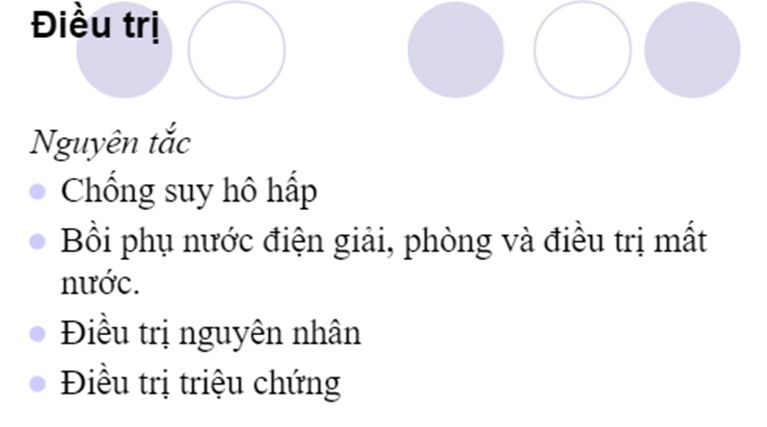 Điều trị
Nguyên tắc
Chống suy hô hấp
Bồi phụ nước điện giải, phòng và điều trị mất
nước.
Điều trị nguyên nhân
Điều trị triệu chứng